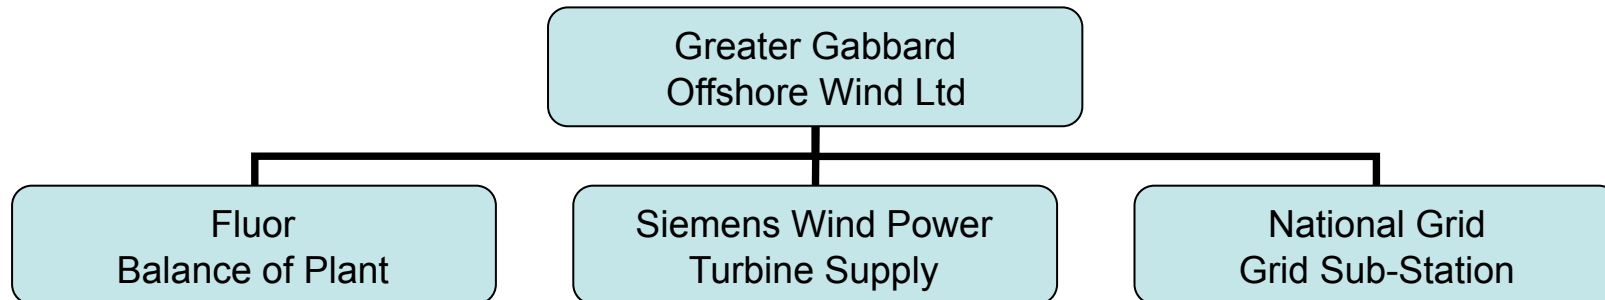 Greater Gabbard
Offshore Wind Ltd
Fluor
Balance of Plant
Siemens Wind Power
Turbine Supply
National Grid
Grid Sub-Station